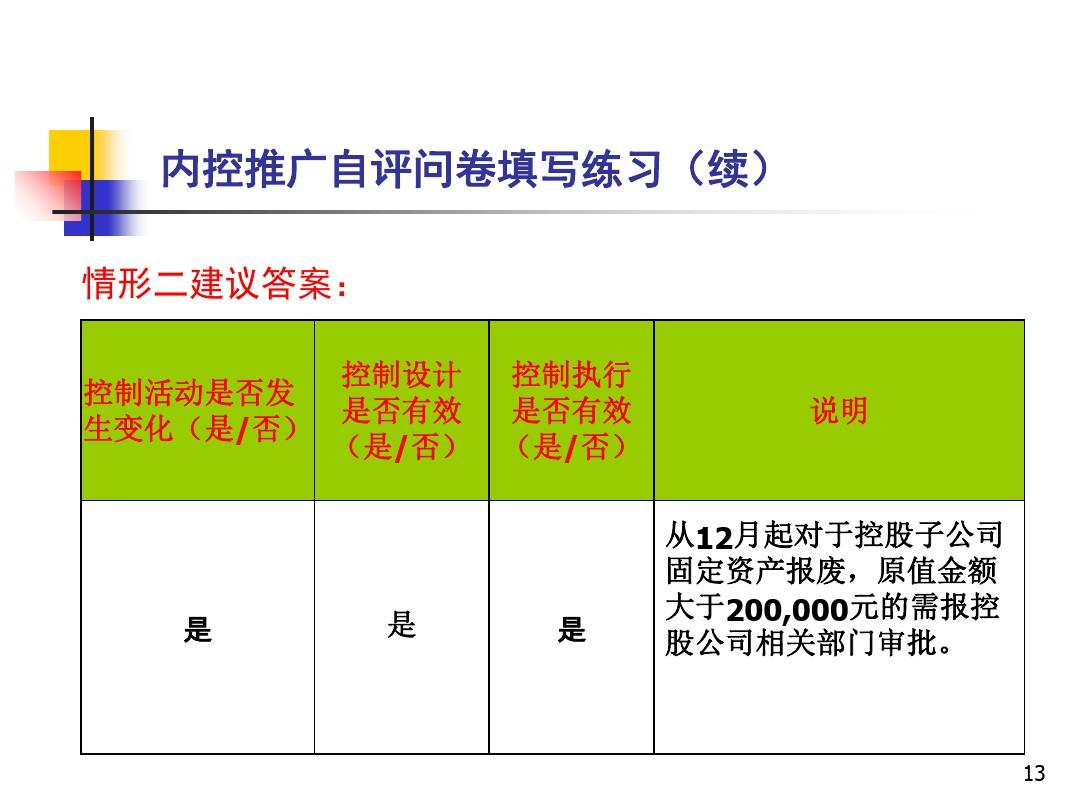 内控推广自评问卷填写练习（续）
情形二建议答案：
控制活动是否发
生变化（是/否）
控制设计
是否有效
（是/否）
控制执行
是否有效
（是/否）
说明
是
是
是
从12月起对于控股子公司
固定资产报废，原值金额
大于200,000元的需报控
股公司相关部门审批。
13